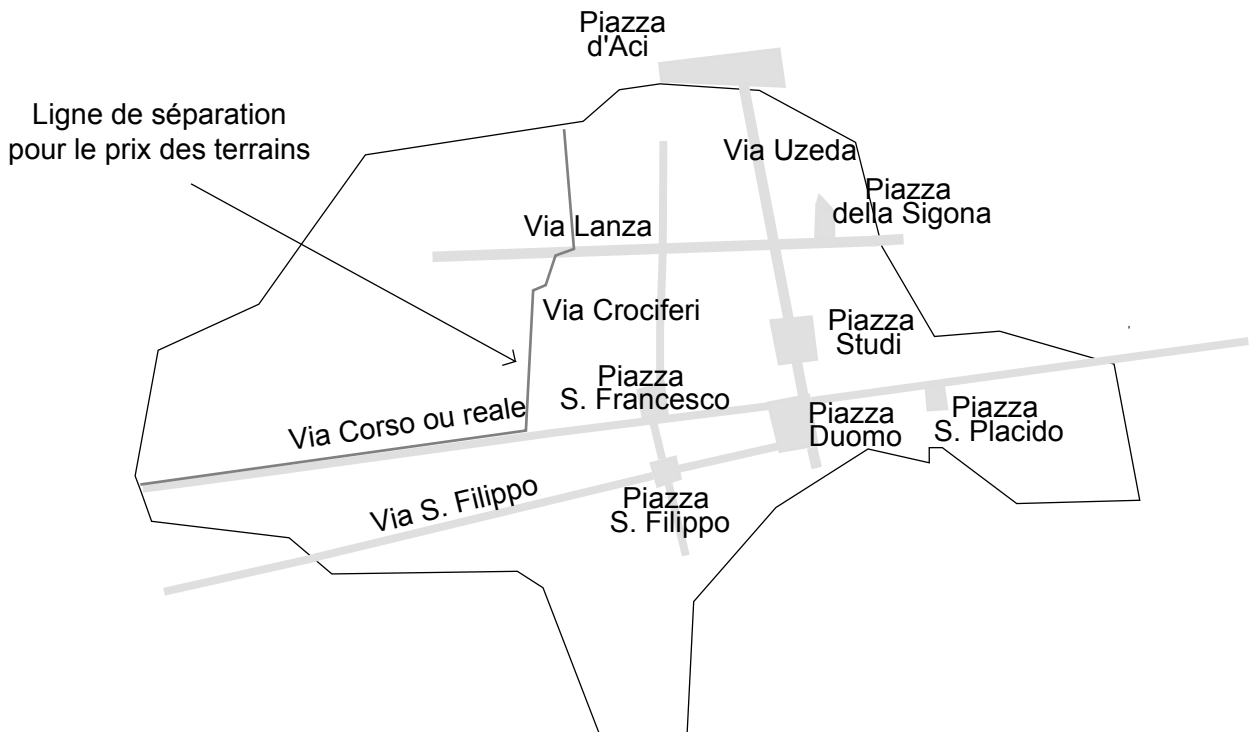 Piazza
d'Aci
Ligne de séparation
pour le prix des terrains
Via Uzeda
Piazza
della Sigona
Via Lanza
Via Crociferi
Piazza
Studi
Piazza
S. Francesco
Via Corso ou reale
Piazza
Duomo
Piazza
S. Placido
Via S. Filippo
Piazza
S. Filippo